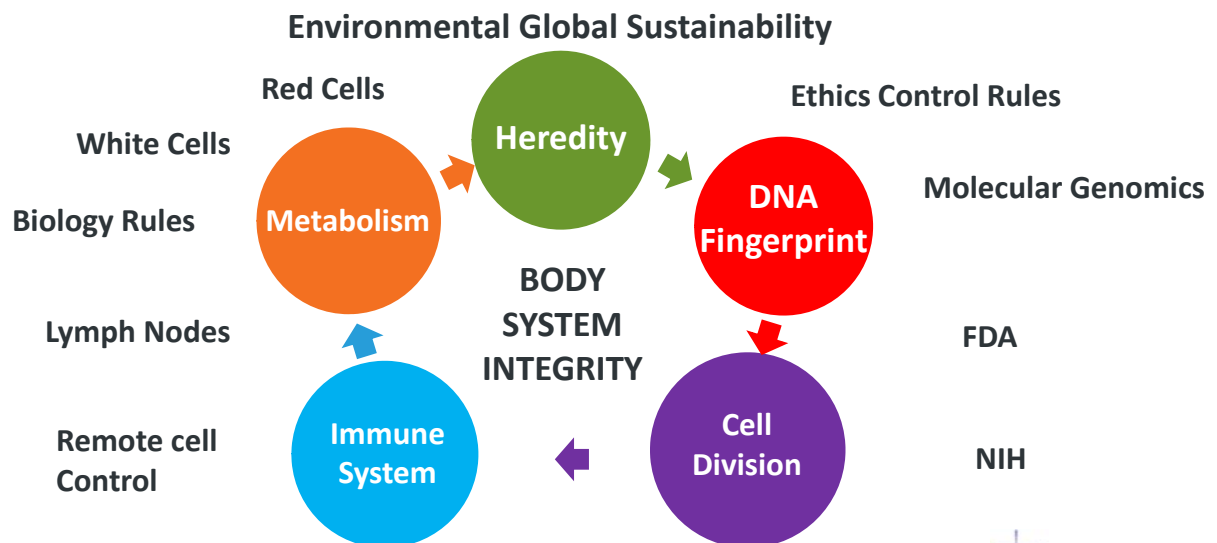 Environmental Global Sustainability
Red Cells
Heredity
Ethics Control Rules
White Cells
DNA
Fingerprint
Molecular Genomics
Biology Rules
Metabolism
BODY
SYSTEM
INTEGRITY
Lymph Nodes
FDA
Immune
System
Cell
Division
Remote cell
Control
NIH